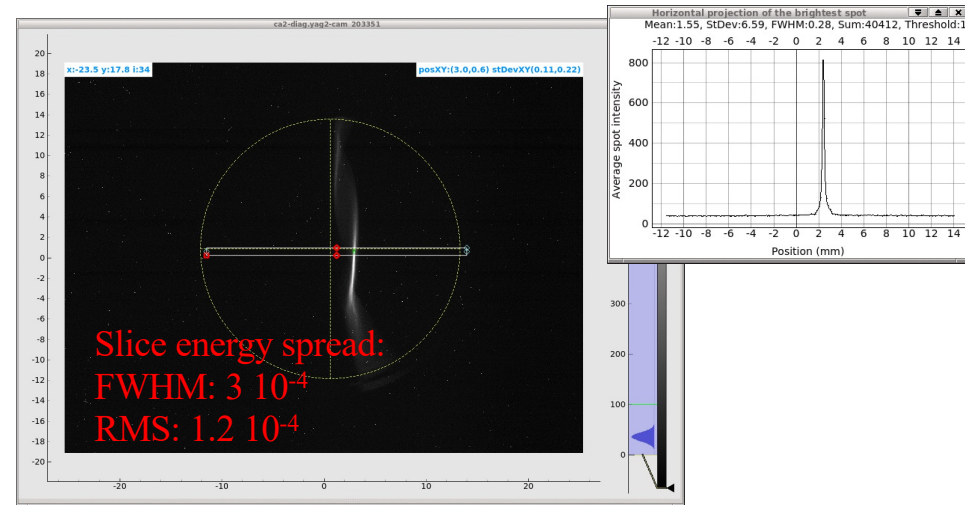 ca2-diag.yag2-cam 203351
20
18
16
14
12
10
8
6
4
2
0
-2
-4
-6
-8
-10
-12
-14
-16
-18
-20
x:-23.5 y:17.8 i:34
posXY:(3.0,0.6) stDevXY(0.11,0.22)
Slice energy spread:
FWHM: 3 10⁻⁴
RMS: 1.2 10⁻⁴
-20
-10
0
10
20
300
200
100
0
Horizontal projection of the brightest spot
Mean:1.55, StDev:6.59, FWHM:0.28, Sum:40412, Threshold:1
-12 -10 -8 -6 -4 -2 0 2 4 6 8 10 12 14
Average spot intensity
800
600
400
200
0
-12 -10 -8 -6 -4 -2 0 2 4 6 8 10 12 14
Position (mm)